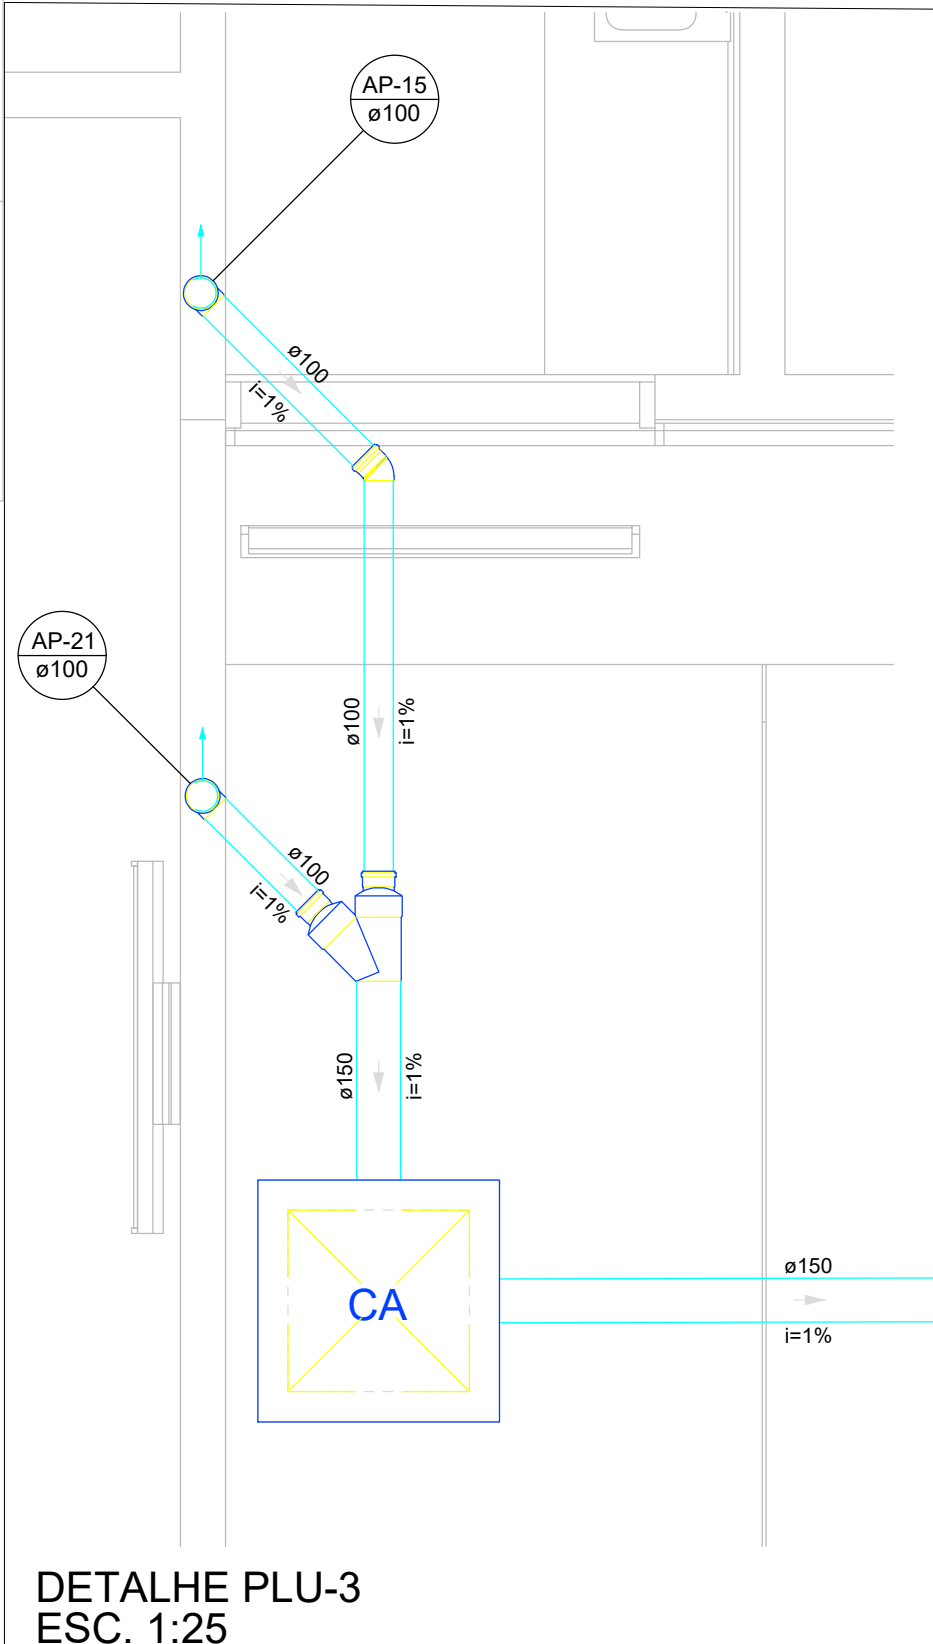 AP-15
ø100
ø100
i=1%
AP-21
ø100
ø100
i=1%
ø100
i=1%
ø150
i=1%
CA
ø150
i=1%
DETALHE PLU-3
ESC. 1:25